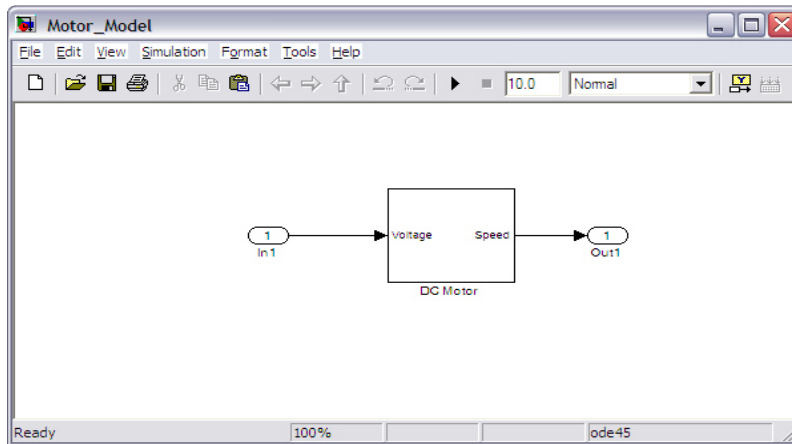 Motor_Model
File Edit View Simulation Format Tools Help
10.0 Normal
1 Voltage Speed 1
In1 Out1
DC Motor
Ready 100% ode45